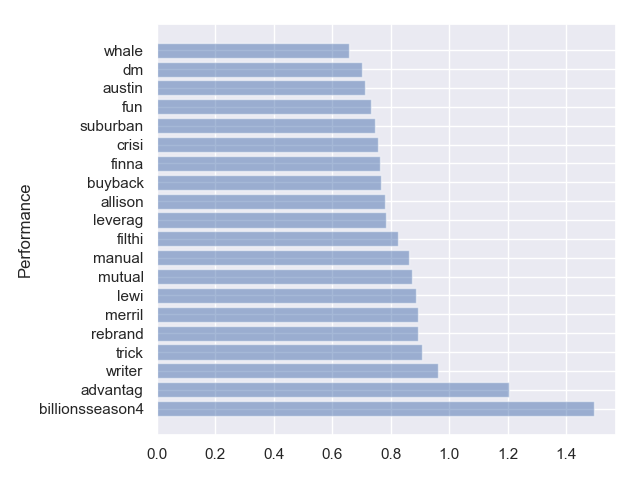 Performance
whale
dm
austin
fun
suburban
crisi
finna
buyback
allison
leverag
filthi
manual
mutual
lewi
merril
rebrand
trick
writer
advantag
billionsseason4
0.0 0.2 0.4 0.6 0.8 1.0 1.2 1.4